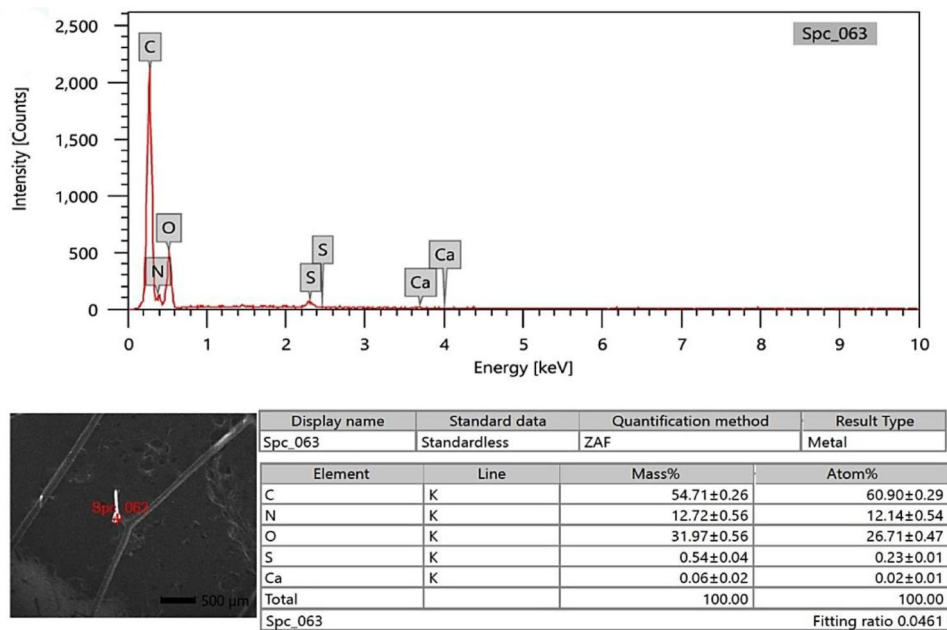 2,500
2,000
1,500
1,000
500
0
Intensity [Counts]
Spc_063
C
N
O
S
S
Ca
Ca
0 1 2 3 4 5 6 7 8 9 10
Energy [keV]
Spc_063
500 µm
Display name Standard data Quantification method Result Type
Spc_063 Standardless ZAF Metal
Element Line Mass% Atom%
C K 54.71±0.26 60.90±0.29
N K 12.72±0.56 12.14±0.54
O K 31.97±0.56 26.71±0.47
S K 0.54±0.04 0.23±0.01
Ca K 0.06±0.02 0.02±0.01
Total 100.00 100.00
Spc_063 Fitting ratio 0.0461